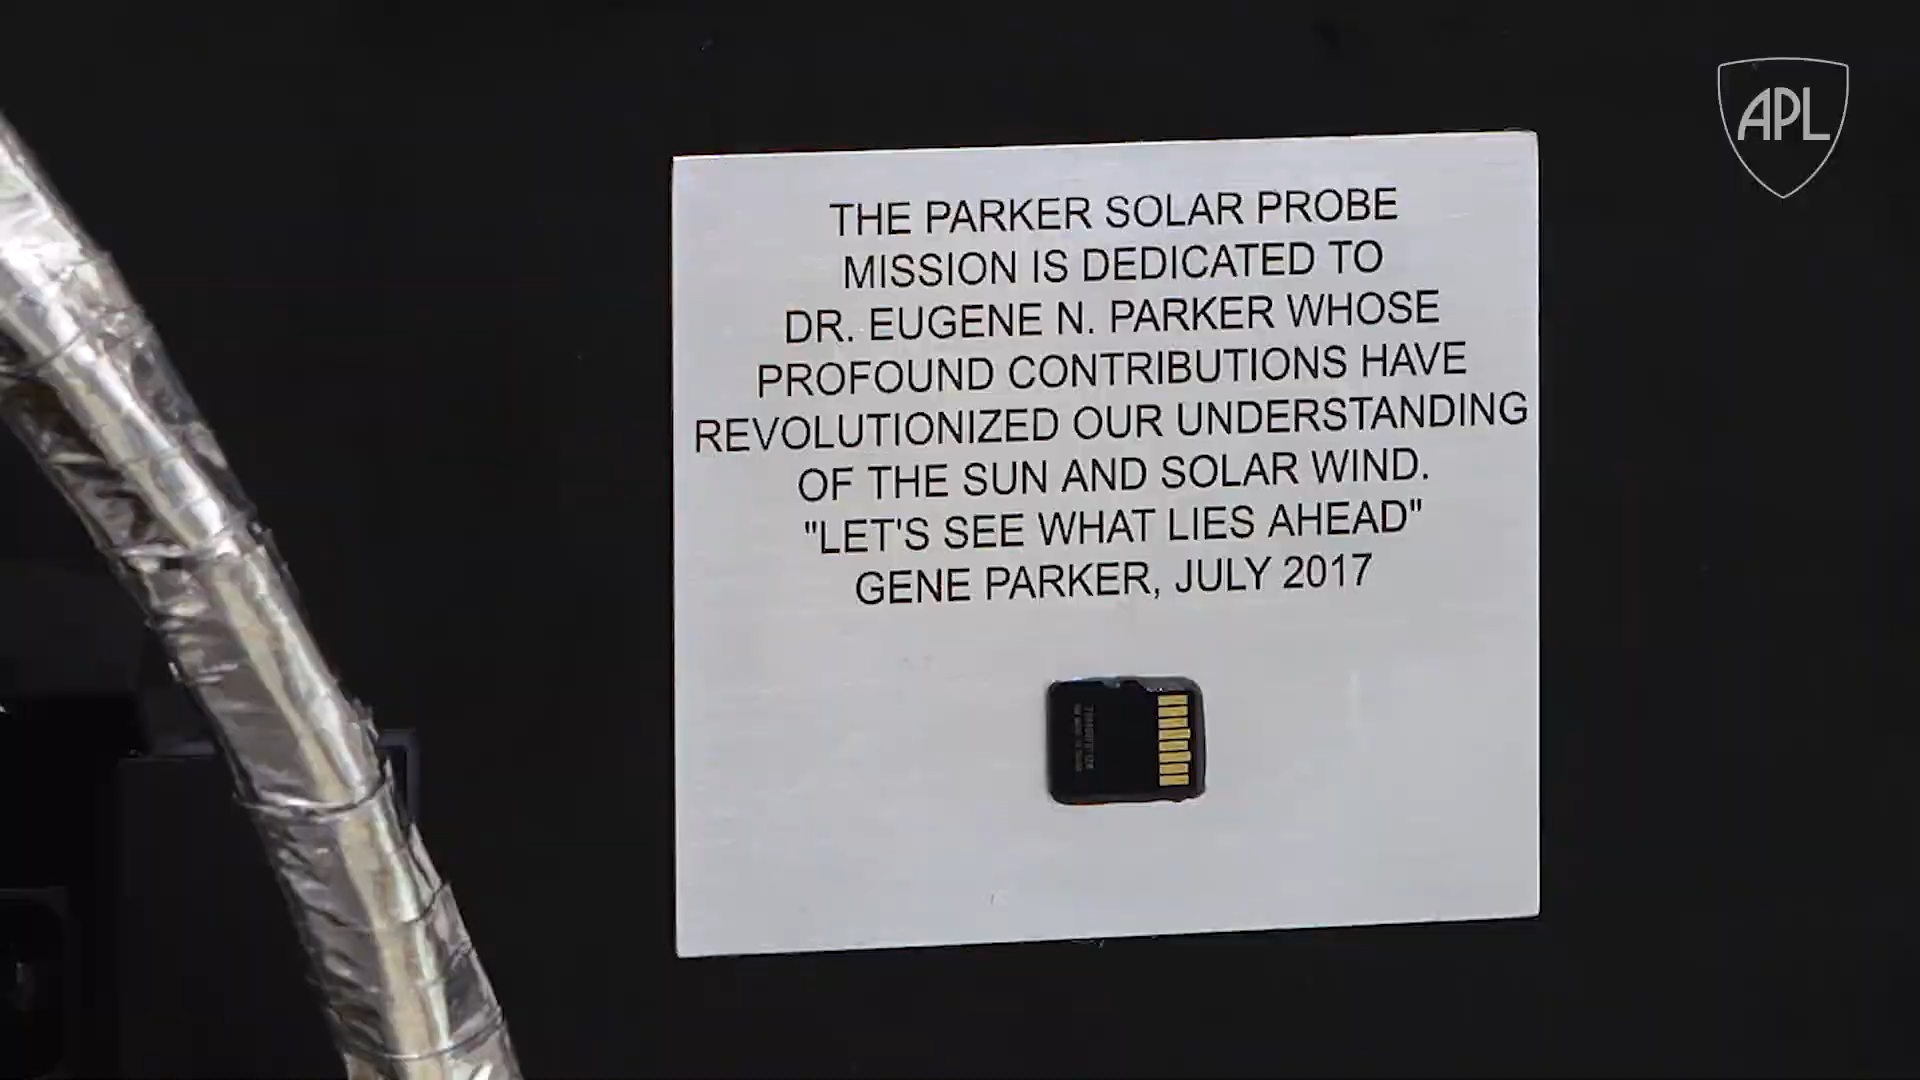 APL
THE PARKER SOLAR PROBE
MISSION IS DEDICATED TO
DR. EUGENE N. PARKER WHOSE
PROFOUND CONTRIBUTIONS HAVE
REVOLUTIONIZED OUR UNDERSTANDING
OF THE SUN AND SOLAR WIND.
"LET'S SEE WHAT LIES AHEAD"
GENE PARKER, JULY 2017